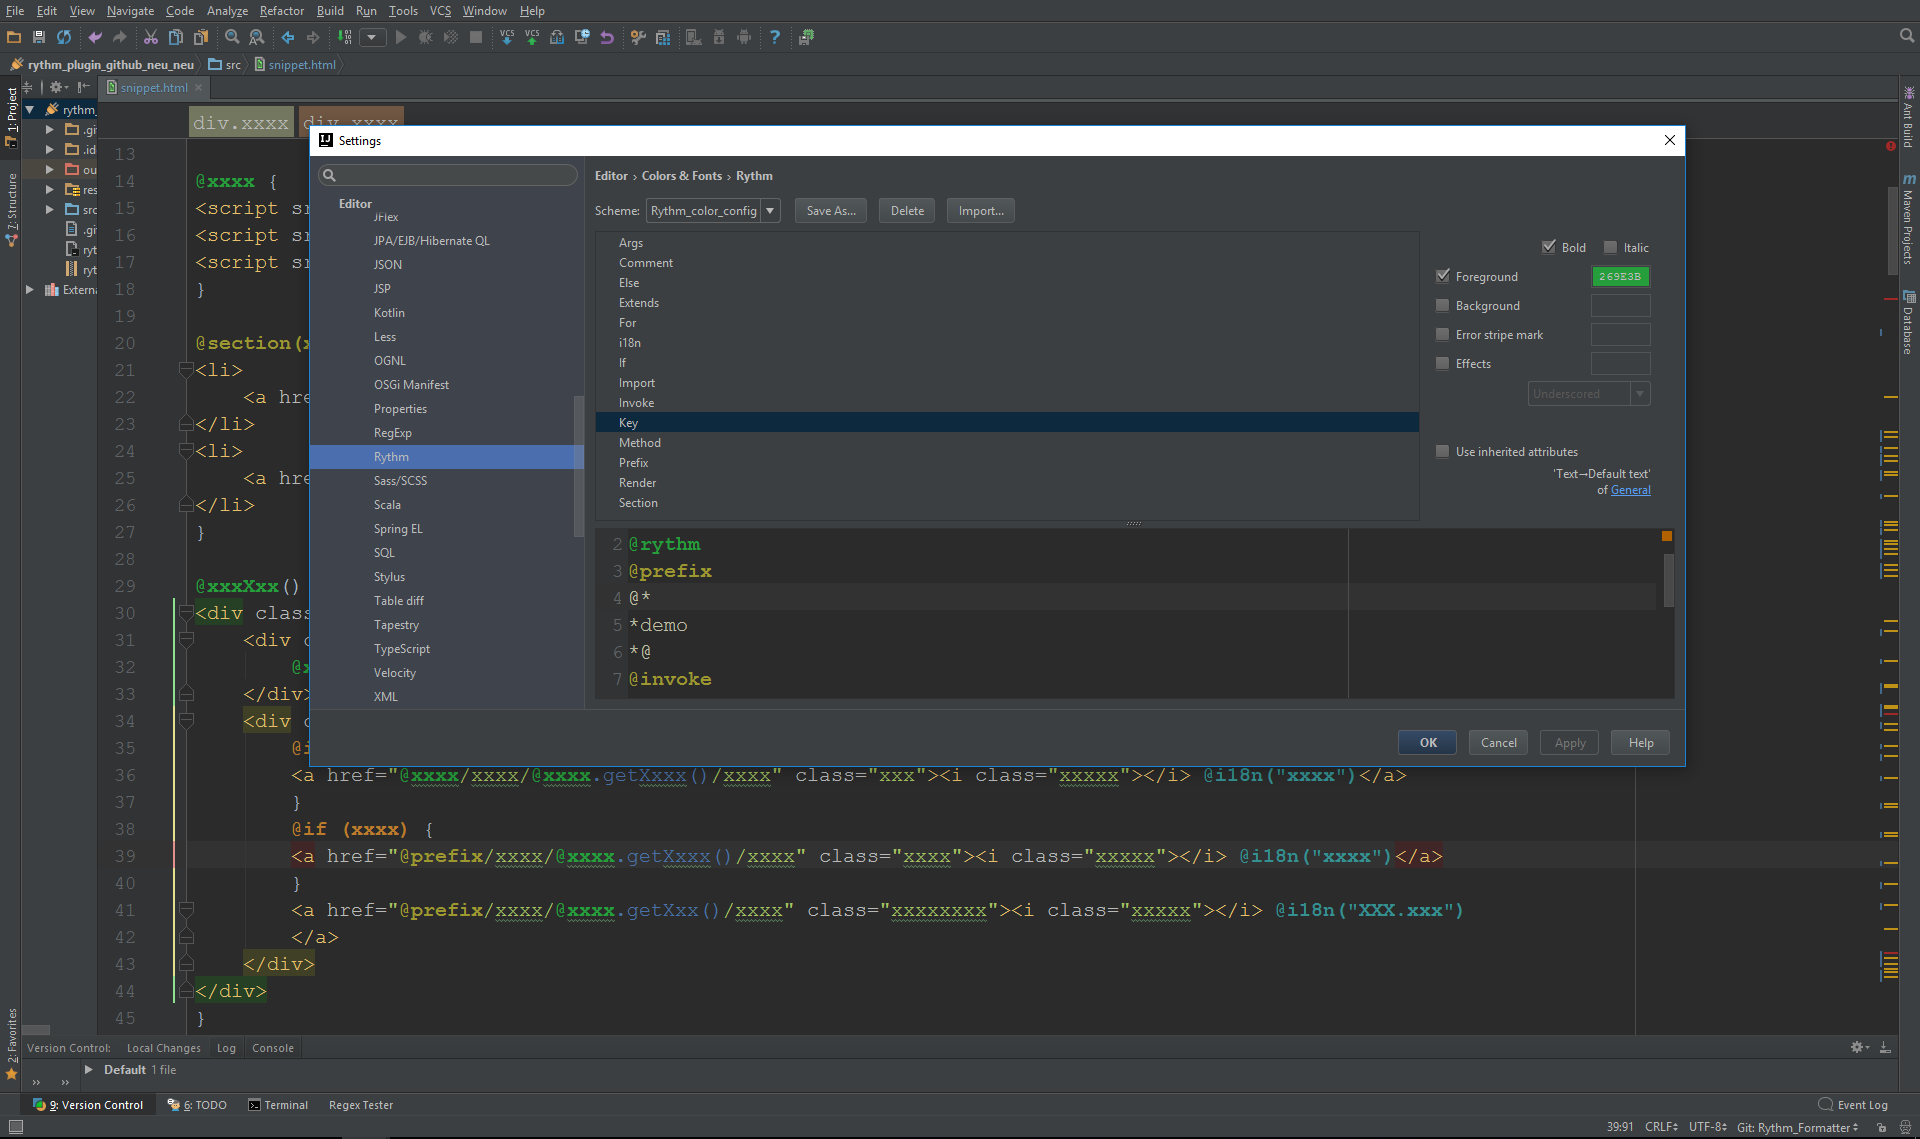 File Edit View Navigate Code Analyze Refactor Build Run Tools VCS Window Help
rythm_plugin_github_neu_neu src snippet.html
1: Project
7: Structure
2: Favorites
rythm_
.gi
.id
ou
res
src
.gi
ryt
ryt
Externa
snippet.html
div.xxxx div.xxxx
13
14 @xxxx {
15 <script sr
16 <script sr
17 <script sr
18 }
19
20 @section(x
21 <li>
22 <a hre
23 </li>
24 <li>
25 <a hre
26 </li>
27 }
28
29 @xxxXxx()
30 <div class
31 <div c
32 @x
33 </div>
34 <div c
35 @i
36 <a href="@xxxx/xxxx/@xxxx.getXxxx()/xxxx" class="xxx"><i class="xxxxx"></i> @i18n("xxxx")</a>
37 }
38 @if (xxxx) {
39 <a href="@prefix/xxxx/@xxxx.getXxxx()/xxxx" class="xxxx"><i class="xxxxx"></i> @i18n("xxxx")</a>
40 }
41 <a href="@prefix/xxxx/@xxxx.getXxx()/xxxx" class="xxxxxxxx"><i class="xxxxx"></i> @i18n("XXX.xxx")
42 </a>
43 </div>
44 </div>
45 }
Settings
Editor
JFlex
JPA/EJB/Hibernate QL
JSON
JSP
Kotlin
Less
OGNL
OSGi Manifest
Properties
RegExp
Rythm
Sass/SCSS
Scala
Spring EL
SQL
Stylus
Table diff
Tapestry
TypeScript
Velocity
XML
Editor › Colors & Fonts › Rythm
Scheme: Rythm_color_config Save As... Delete Import...
Args
Comment
Else
Extends
For
i18n
If
Import
Invoke
Key
Method
Prefix
Render
Section
Bold Italic
Foreground 269E3B
Background
Error stripe mark
Effects
Underscored
Use inherited attributes
'Text→Default text'
of General
2 @rythm
3 @prefix
4 @*
5 *demo
6 *@
7 @invoke
OK Cancel Apply Help
Ant Build
Maven Projects
Database
Version Control: Local Changes Log Console
» » Default 1 file
9: Version Control 6: TODO Terminal Regex Tester Event Log
39:91 CRLF UTF-8 Git: Rythm_Formatter